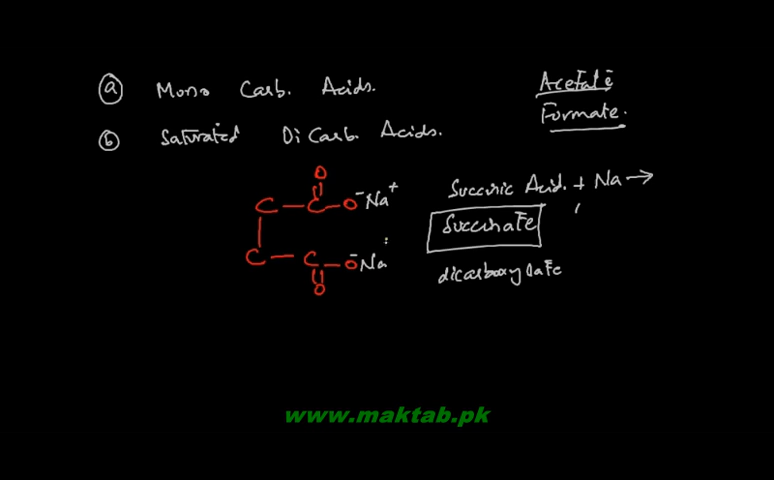 ⓐ Mono Carb. Acids.
Acetate
Formate.
ⓑ Saturated Di Carb. Acids.
O
C – C – O⁻Na⁺
Succinic Acid. + Na →
Succinate
C – C – O⁻Na
O
dicarboxylate
www.maktab.pk